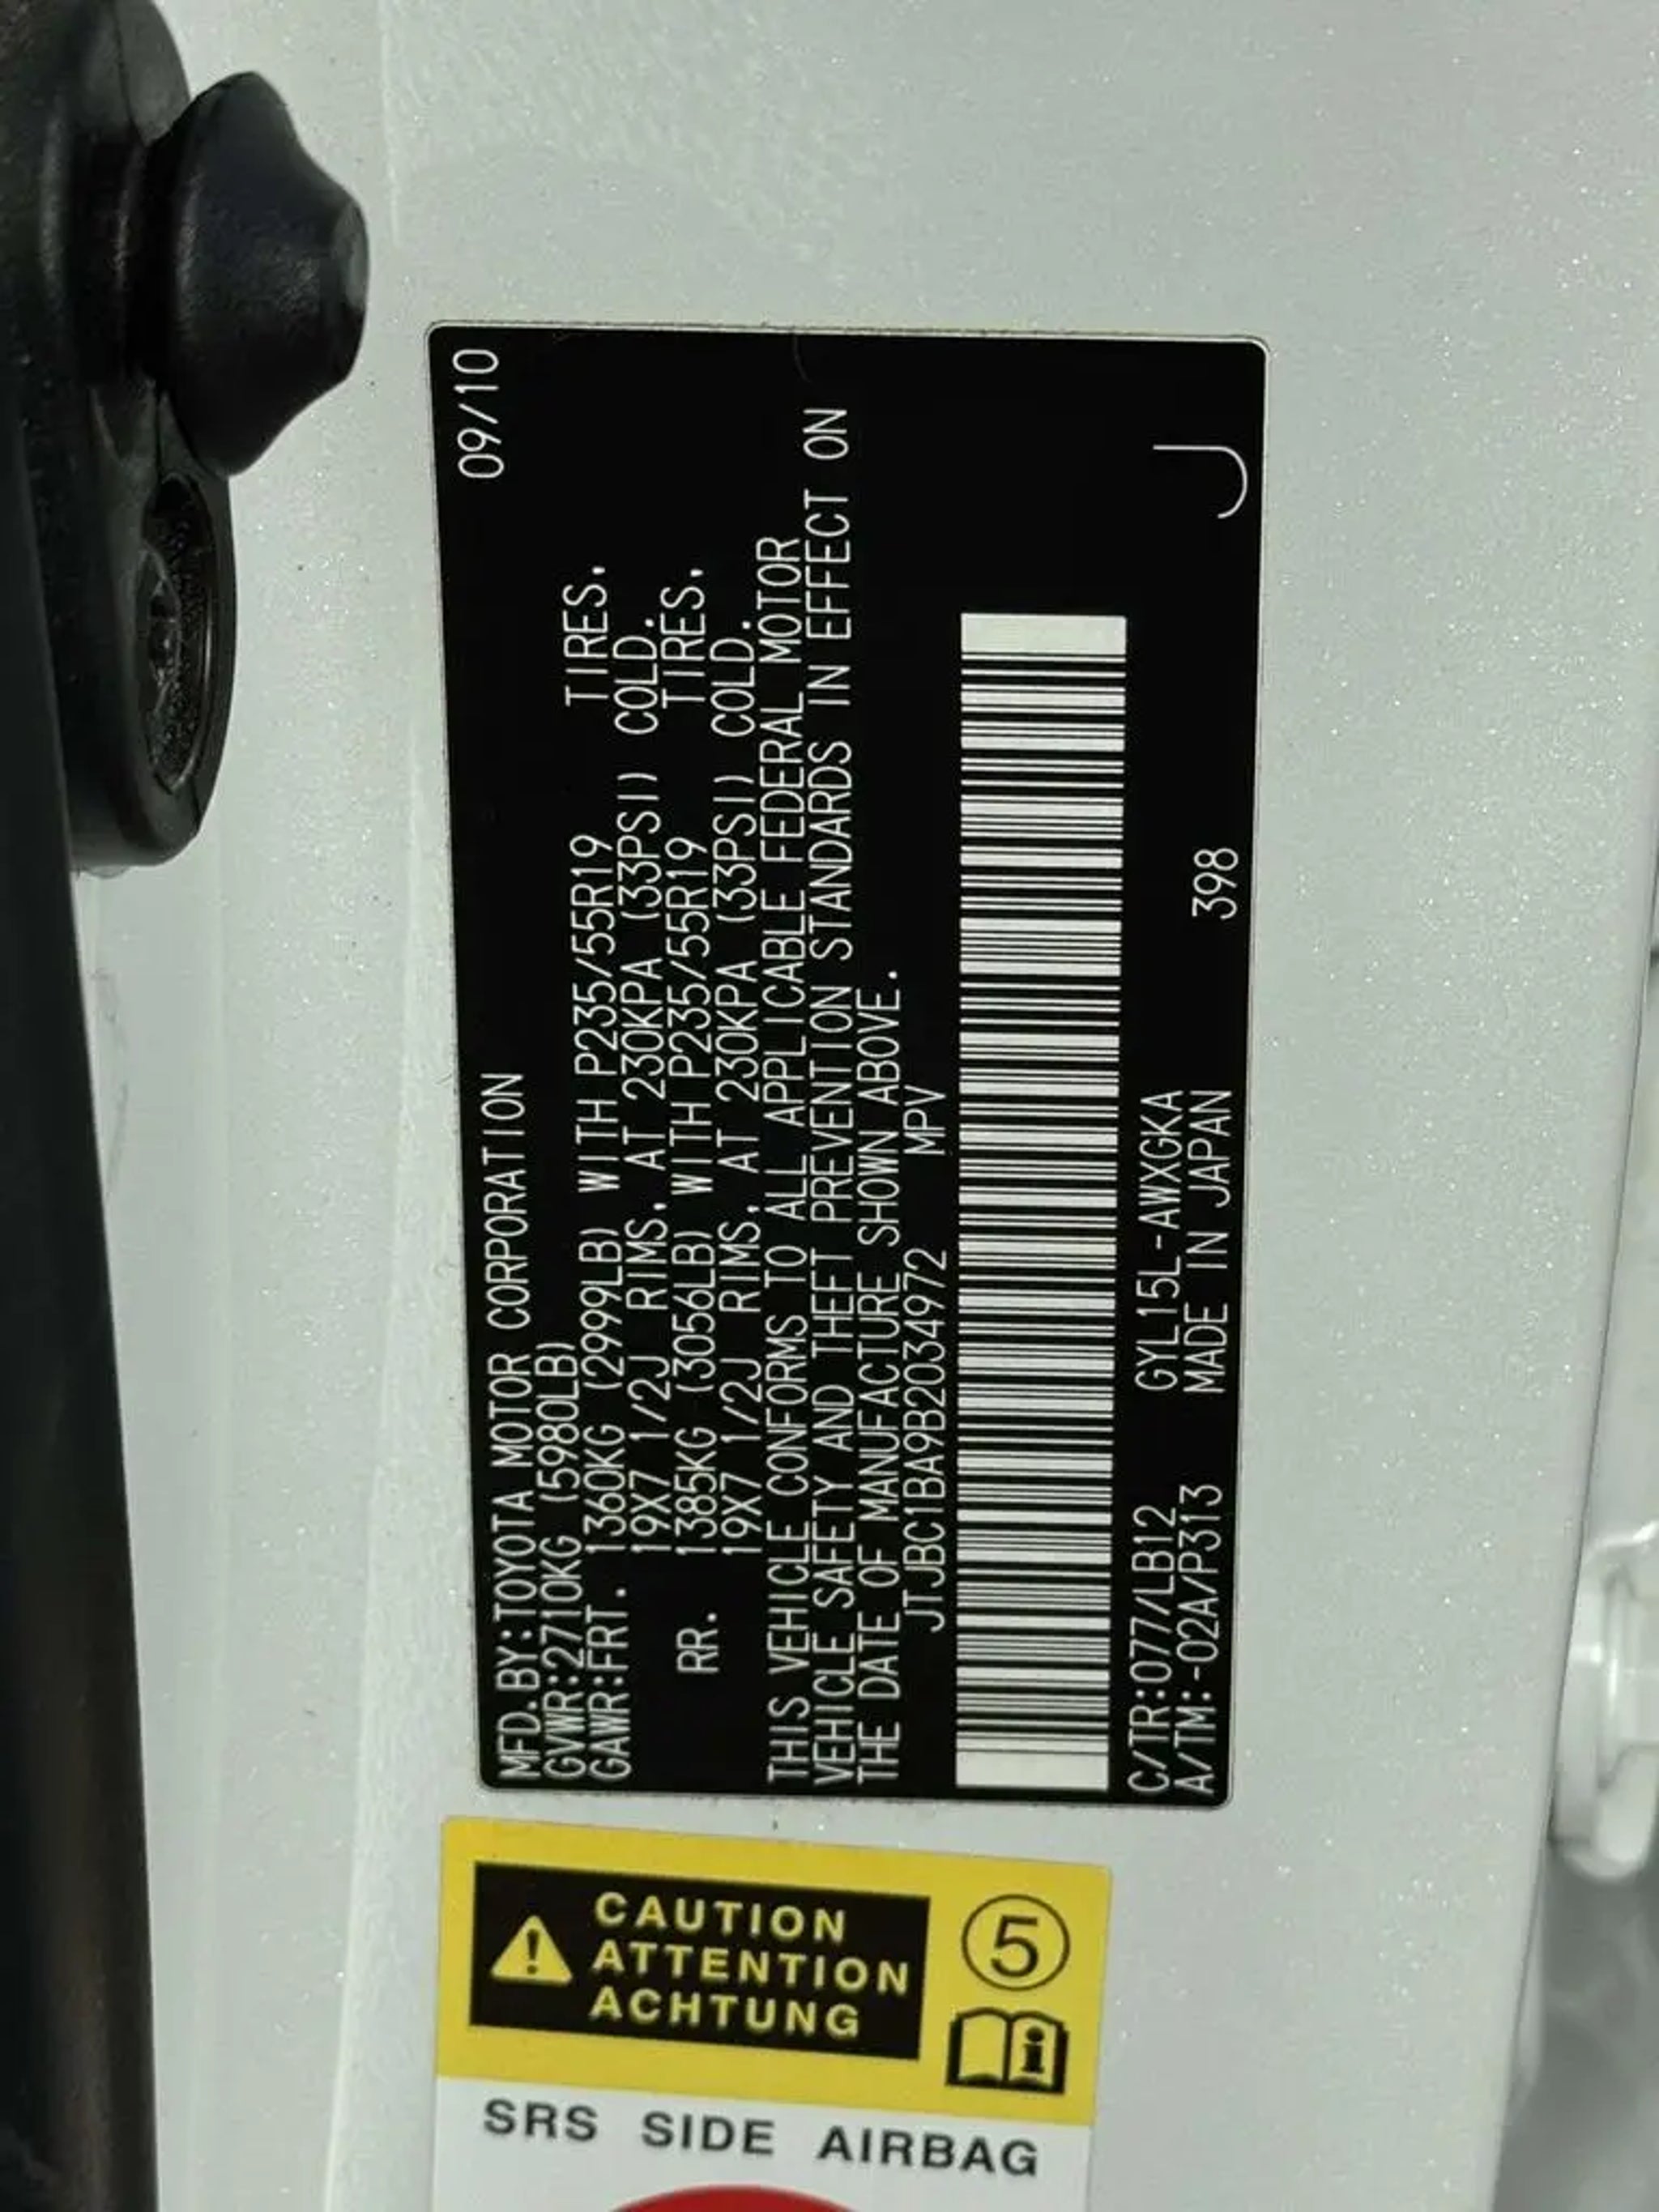 09/10
MFD.BY:TOYOTA MOTOR CORPORATION
GVWR:2710KG (5980LB)
GAWR:FRT. 1360KG (2999LB) WITH P235/55R19 TIRES,
19X7 1/2J RIMS, AT 230KPA (33PSI) COLD.
RR. 1385KG (3056LB) WITH P235/55R19 TIRES,
19X7 1/2J RIMS, AT 230KPA (33PSI) COLD.
THIS VEHICLE CONFORMS TO ALL APPLICABLE FEDERAL MOTOR
VEHICLE SAFETY AND THEFT PREVENTION STANDARDS IN EFFECT ON
THE DATE OF MANUFACTURE SHOWN ABOVE.
JTJBC1BA9B2034972 MPV
C/TR:077/LB12 GYL15L-AWXGKA
A/TM:-02A/P313 MADE IN JAPAN 398 J
CAUTION
ATTENTION
ACHTUNG
5
i
SRS SIDE AIRBAG